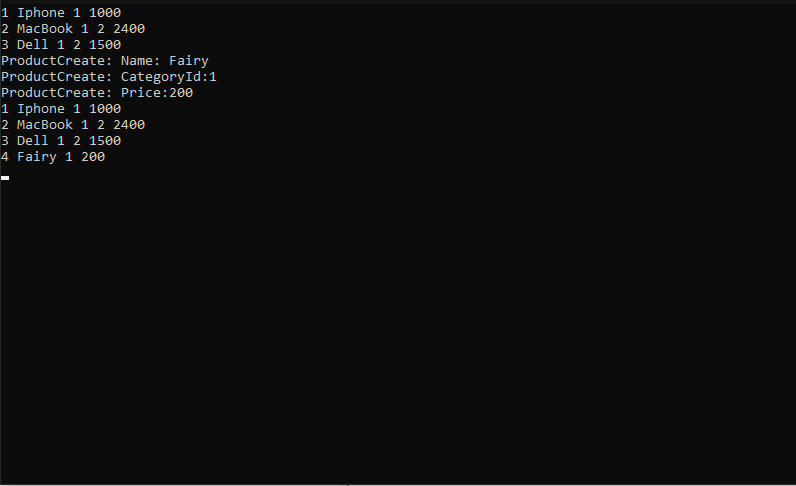 1 Iphone 1 1000
2 MacBook 1 2 2400
3 Dell 1 2 1500
ProductCreate: Name: Fairy
ProductCreate: CategoryId:1
ProductCreate: Price:200
1 Iphone 1 1000
2 MacBook 1 2 2400
3 Dell 1 2 1500
4 Fairy 1 200